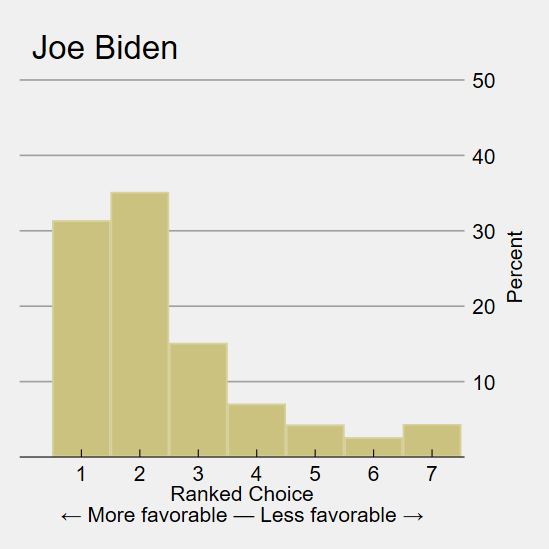 Joe Biden
50
40
30
20
10
Percent
1 2 3 4 5 6 7
Ranked Choice
← More favorable — Less favorable →